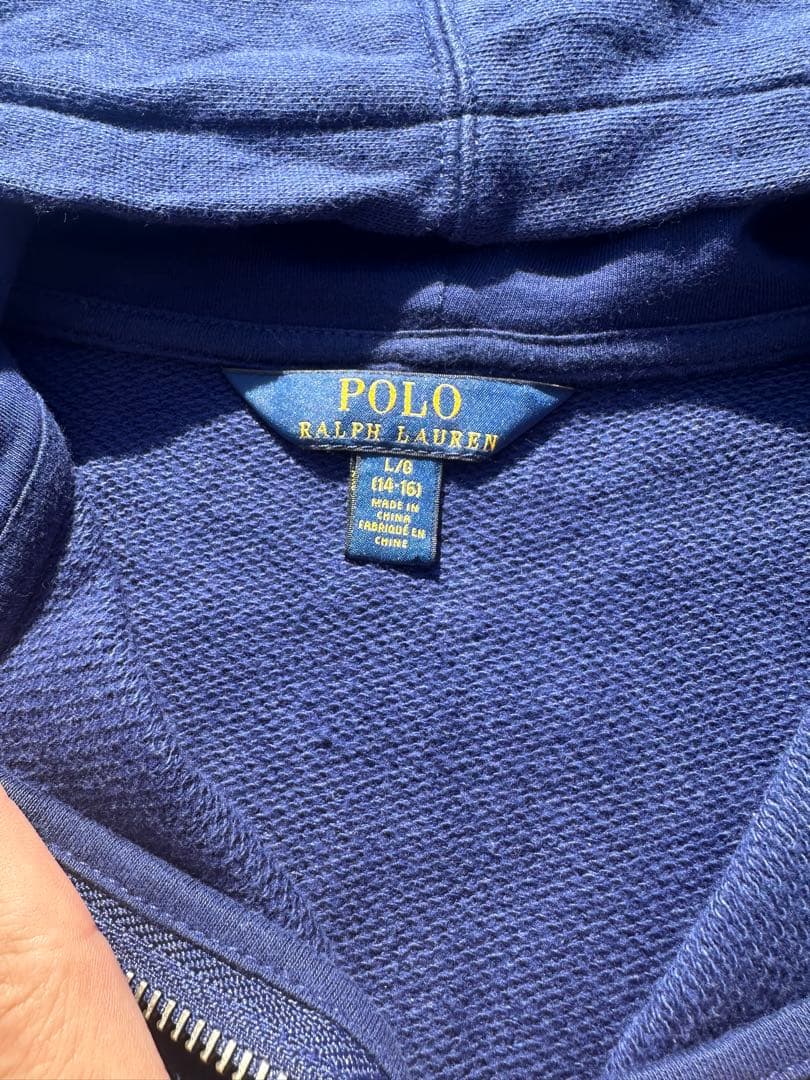 POLO
RALPH LAUREN
L/G
(14-16)
MADE IN
CHINA
FABRIQUÉ EN
CHINE